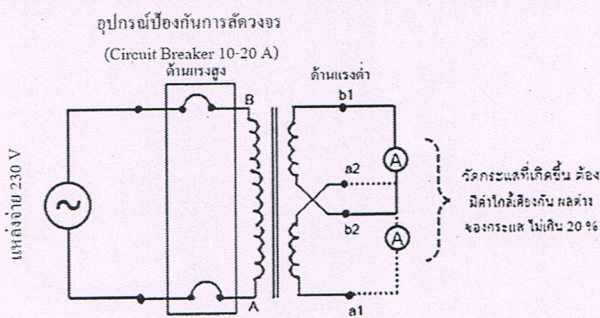 อุปกรณ์ป้องกันการลัดวงจร
(Circuit Breaker 10-20 A)
ด้านแรงสูง
ด้านแรงต่ำ
B
b1
A
a2
b2
A
A
a1
แหล่งจ่าย 230 V
วัดกระแสที่เกิดขึ้น ต้อง
มีค่าใกล้เคียงกัน ผลต่าง
ของกระแส ไม่เกิน 20 %